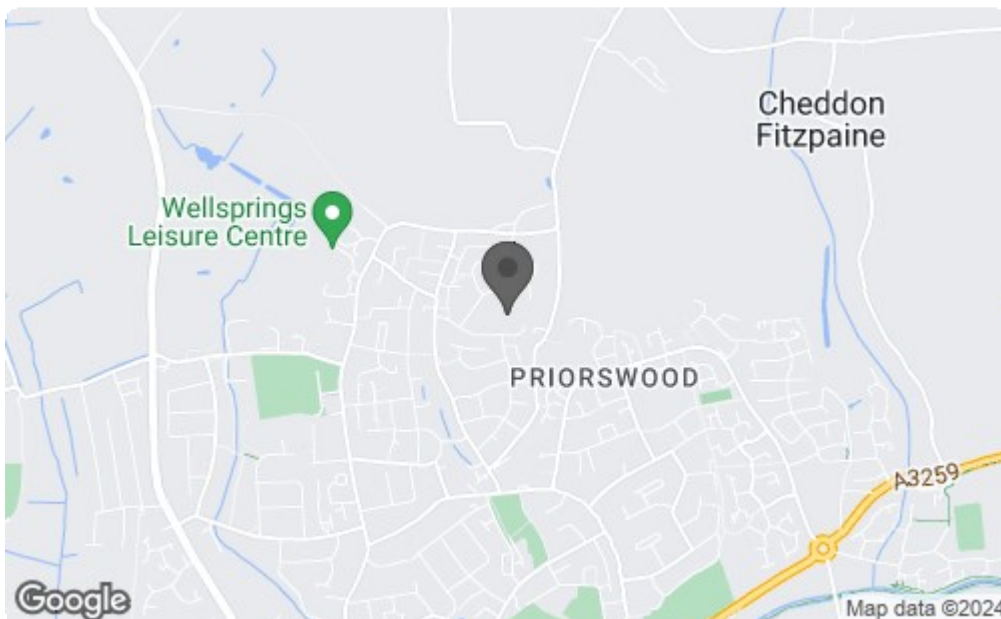 Cheddon
Fitzpaine
Wellsprings
Leisure Centre
PRIORSWOOD
A3259
Google
Map data ©2024